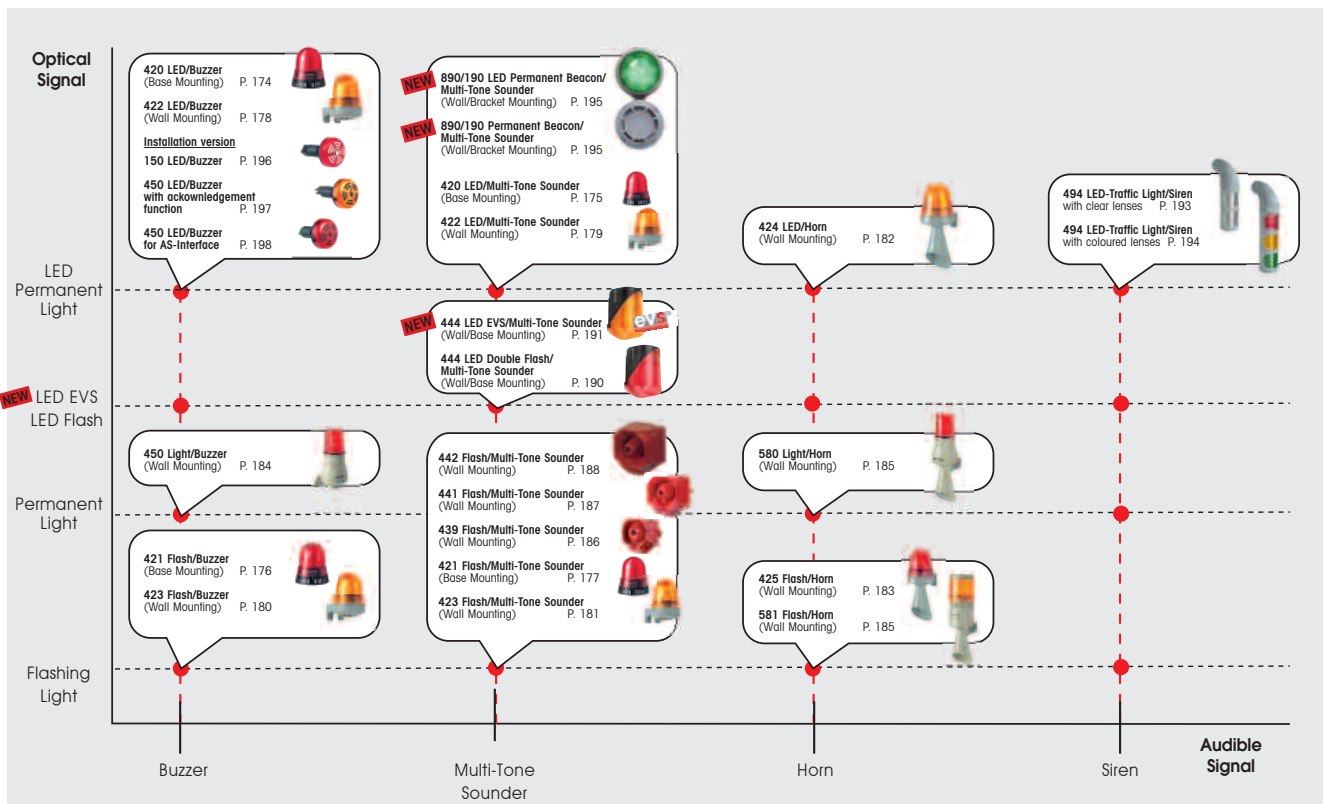 Optical
Signal
420 LED/Buzzer
(Base Mounting) P. 174
422 LED/Buzzer
(Wall Mounting) P. 178
Installation version
150 LED/Buzzer P. 196
450 LED/Buzzer
with ackownledgement
function P. 197
450 LED/Buzzer
for AS-Interface P. 198
NEW 890/190 LED Permanent Beacon/
Multi-Tone Sounder
(Wall/Bracket Mounting) P. 195
NEW 890/190 Permanent Beacon/
Multi-Tone Sounder
(Wall/Bracket Mounting) P. 195
420 LED/Multi-Tone Sounder
(Base Mounting) P. 175
422 LED/Multi-Tone Sounder
(Wall Mounting) P. 179
424 LED/Horn
(Wall Mounting) P. 182
494 LED-Traffic Light/Siren
with clear lenses P. 193
494 LED-Traffic Light/Siren
with coloured lenses P. 194
LED
Permanent
Light
NEW 444 LED EVS/Multi-Tone Sounder
(Wall/Base Mounting) P. 191
evs
444 LED Double Flash/
Multi-Tone Sounder
(Wall/Base Mounting) P. 190
NEW LED EVS
LED Flash
450 Light/Buzzer
(Wall Mounting) P. 184
442 Flash/Multi-Tone Sounder
(Wall Mounting) P. 188
441 Flash/Multi-Tone Sounder
(Wall Mounting) P. 187
439 Flash/Multi-Tone Sounder
(Wall Mounting) P. 186
421 Flash/Multi-Tone Sounder
(Base Mounting) P. 177
423 Flash/Multi-Tone Sounder
(Wall Mounting) P. 181
580 Light/Horn
(Wall Mounting) P. 185
Permanent
Light
421 Flash/Buzzer
(Base Mounting) P. 176
423 Flash/Buzzer
(Wall Mounting) P. 180
425 Flash/Horn
(Wall Mounting) P. 183
581 Flash/Horn
(Wall Mounting) P. 185
Flashing
Light
Buzzer
Multi-Tone
Sounder
Horn
Siren
Audible
Signal